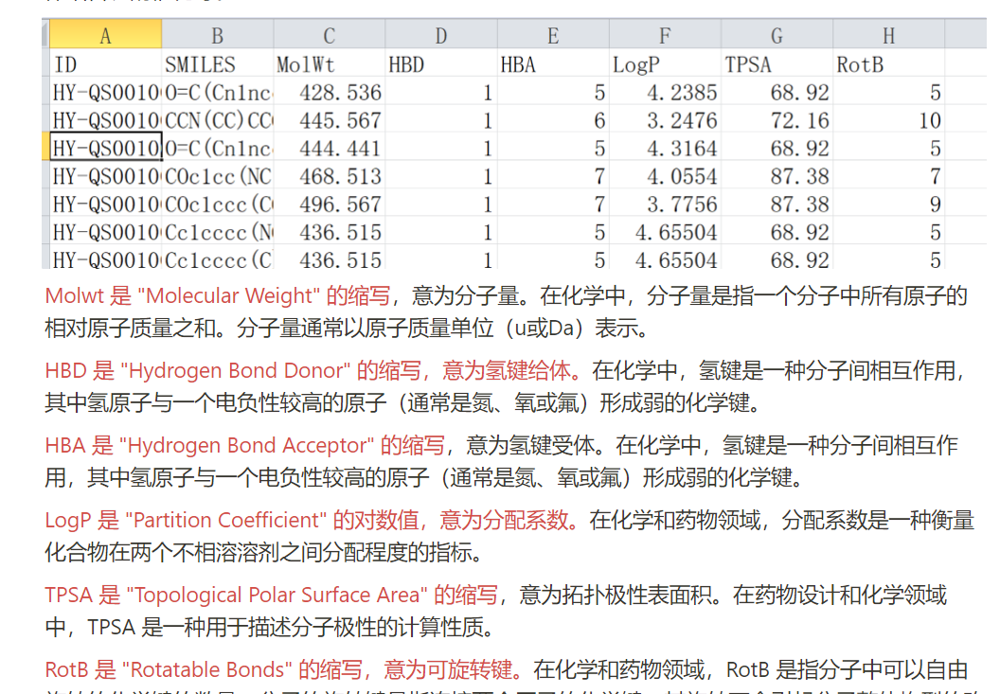 A B C D E F G H
ID SMILES MolWt HBD HBA LogP TPSA RotB
HY-QS0010 O=C(Cn1nc 428.536 1 5 4.2385 68.92 5
HY-QS0010 CCN(CC)CC 445.567 1 6 3.2476 72.16 10
HY-QS0010 O=C(Cn1nc 444.441 1 5 4.3164 68.92 5
HY-QS0010 COc1cc(NC 468.513 1 7 4.0554 87.38 7
HY-QS0010 COc1ccc(C 496.567 1 7 3.7756 87.38 9
HY-QS0010 Cc1cccc(N 436.515 1 5 4.65504 68.92 5
HY-QS0010 Cc1cccc(C 436.515 1 5 4.65504 68.92 5
Molwt 是 "Molecular Weight" 的缩写，意为分子量。在化学中，分子量是指一个分子中所有原子的
相对原子质量之和。分子量通常以原子质量单位（u或Da）表示。
HBD 是 "Hydrogen Bond Donor" 的缩写，意为氢键给体。在化学中，氢键是一种分子间相互作用，
其中氢原子与一个电负性较高的原子（通常是氮、氧或氟）形成弱的化学键。
HBA 是 "Hydrogen Bond Acceptor" 的缩写，意为氢键受体。在化学中，氢键是一种分子间相互作
用，其中氢原子与一个电负性较高的原子（通常是氮、氧或氟）形成弱的化学键。
LogP 是 "Partition Coefficient" 的对数值，意为分配系数。在化学和药物领域，分配系数是一种衡量
化合物在两个不相溶溶剂之间分配程度的指标。
TPSA 是 "Topological Polar Surface Area" 的缩写，意为拓扑极性表面积。在药物设计和化学领域
中，TPSA 是一种用于描述分子极性的计算性质。
RotB 是 "Rotatable Bonds" 的缩写，意为可旋转键。在化学和药物领域，RotB 是指分子中可以自由